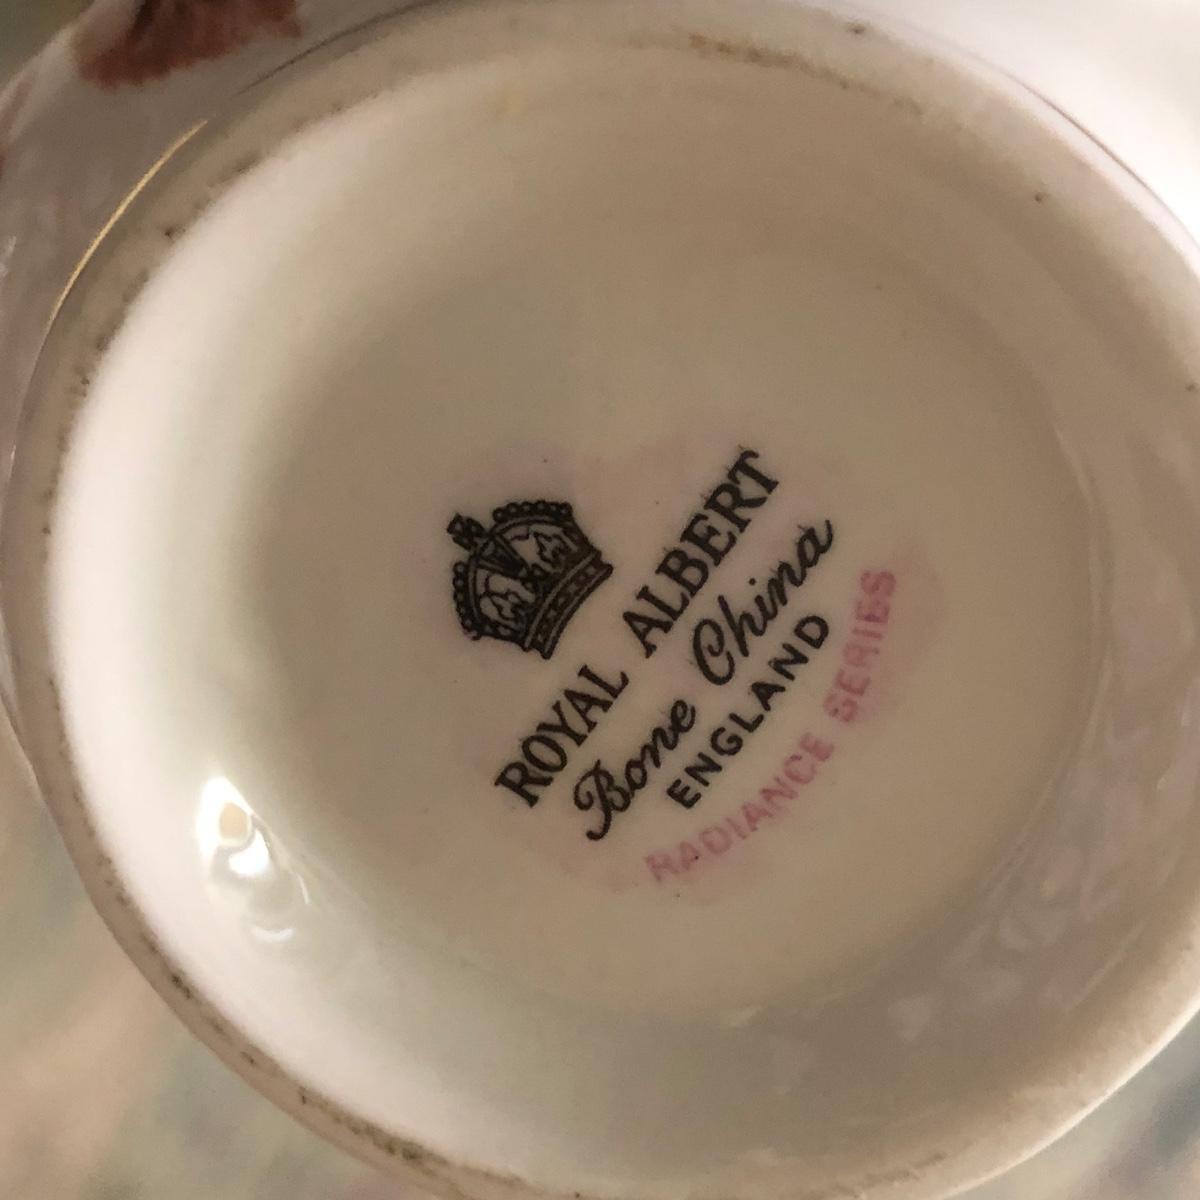 ROYAL ALBERT
Bone China
ENGLAND
RADIANCE SERIES